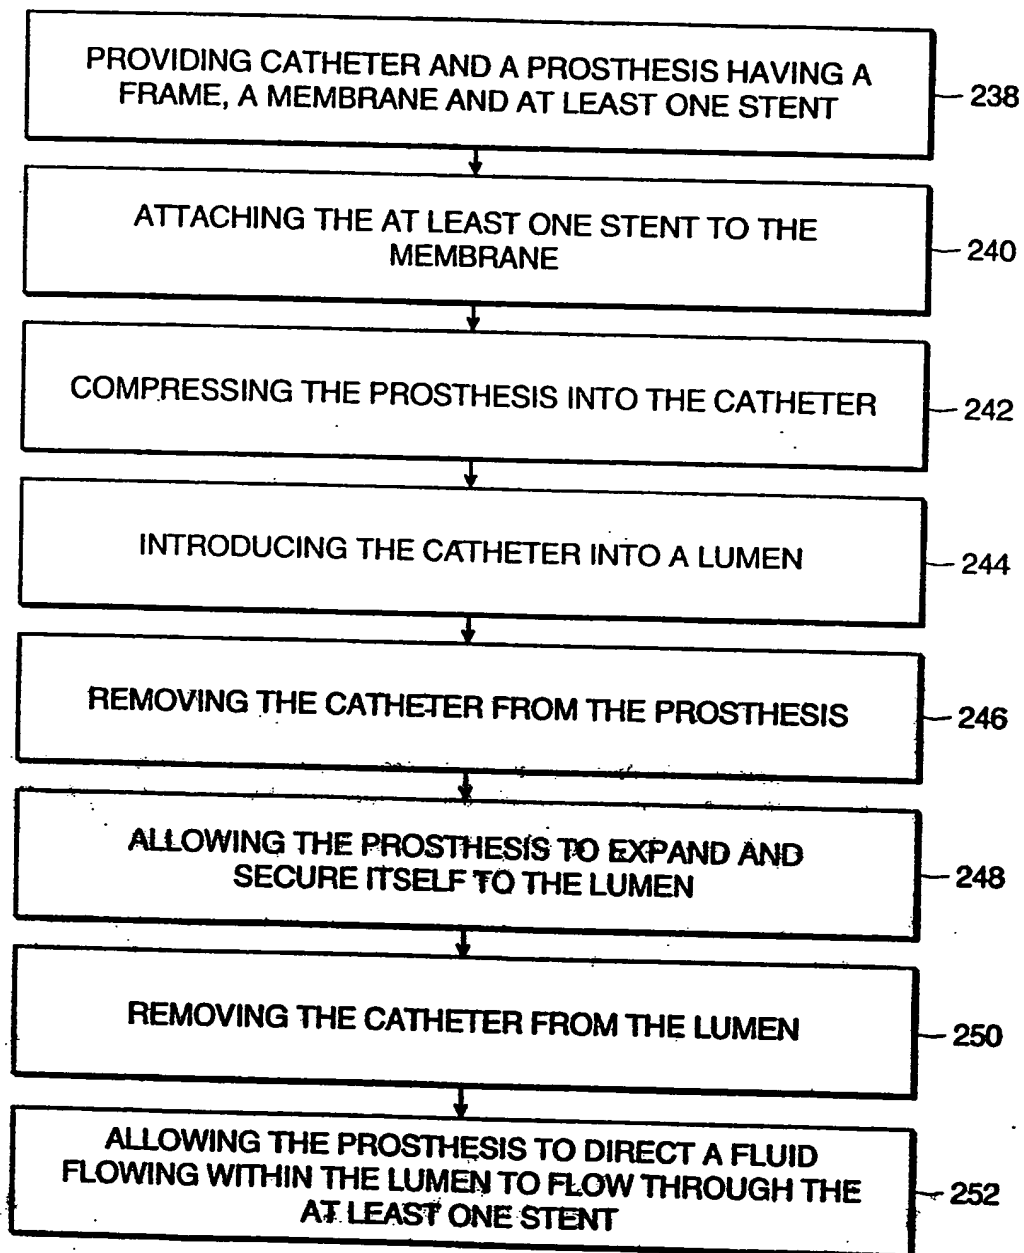 PROVIDING CATHETER AND A PROSTHESIS HAVING A
FRAME, A MEMBRANE AND AT LEAST ONE STENT
238
ATTACHING THE AT LEAST ONE STENT TO THE
MEMBRANE
240
COMPRESSING THE PROSTHESIS INTO THE CATHETER
242
INTRODUCING THE CATHETER INTO A LUMEN
244
REMOVING THE CATHETER FROM THE PROSTHESIS
246
ALLOWING THE PROSTHESIS TO EXPAND AND
SECURE ITSELF TO THE LUMEN
248
REMOVING THE CATHETER FROM THE LUMEN
250
ALLOWING THE PROSTHESIS TO DIRECT A FLUID
FLOWING WITHIN THE LUMEN TO FLOW THROUGH THE
AT LEAST ONE STENT
252